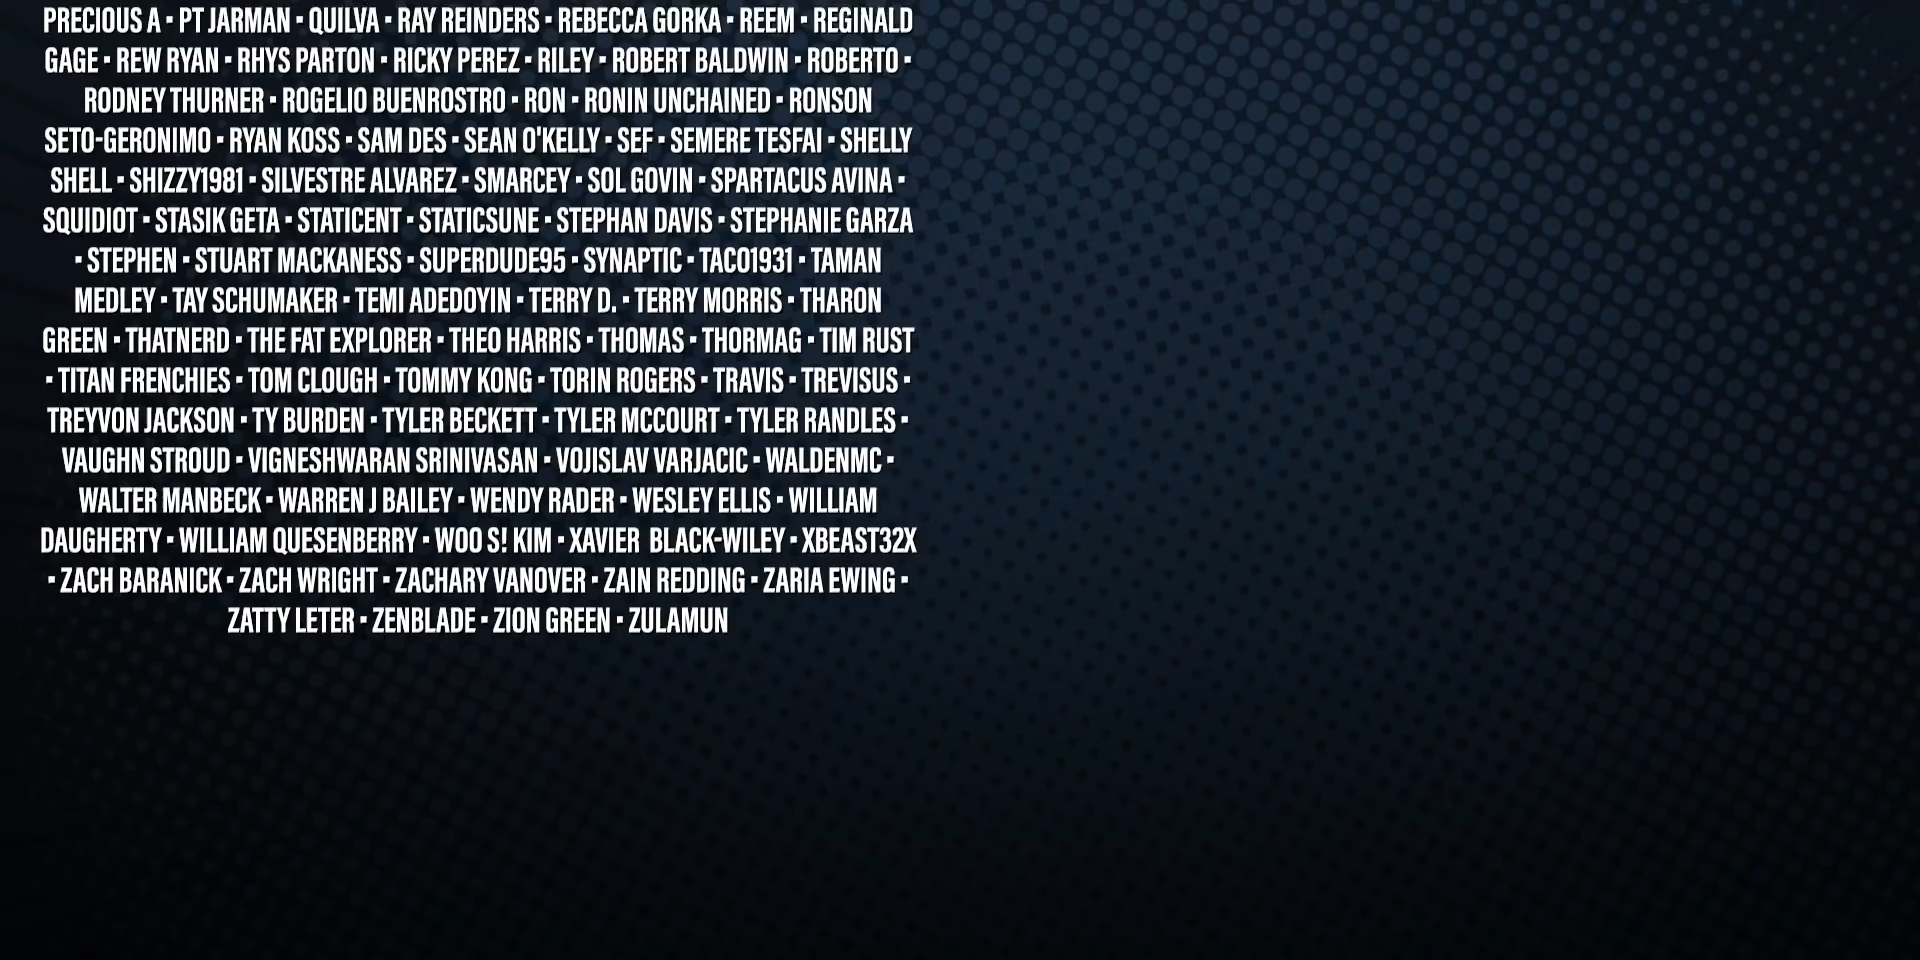 PRECIOUS A · PT JARMAN · QUILVA · RAY REINDERS · REBECCA GORKA · REEM · REGINALD
GAGE · REW RYAN · RHYS PARTON · RICKY PEREZ · RILEY · ROBERT BALDWIN · ROBERTO ·
RODNEY THURNER · ROGELIO BUENROSTRO · RON · RONIN UNCHAINED · RONSON
SETO-GERONIMO · RYAN KOSS · SAM DES · SEAN O'KELLY · SEF · SEMERE TESFAI · SHELLY
SHELL · SHIZZY1981 · SILVESTRE ALVAREZ · SMARCEY · SOL GOVIN · SPARTACUS AVINA ·
SQUIDIOT · STASIK GETA · STATICENT · STATICSUNE · STEPHAN DAVIS · STEPHANIE GARZA
· STEPHEN · STUART MACKANESS · SUPERDUDE95 · SYNAPTIC · TACO1931 · TAMAN
MEDLEY · TAY SCHUMAKER · TEMI ADEDOYIN · TERRY D. · TERRY MORRIS · THARON
GREEN · THATNERD · THE FAT EXPLORER · THEO HARRIS · THOMAS · THORMAG · TIM RUST
· TITAN FRENCHIES · TOM CLOUGH · TOMMY KONG · TORIN ROGERS · TRAVIS · TREVISUS ·
TREYVON JACKSON · TY BURDEN · TYLER BECKETT · TYLER MCCOURT · TYLER RANDLES ·
VAUGHN STROUD · VIGNESHWARAN SRINIVASAN · VOJISLAV VARJACIC · WALDENMC ·
WALTER MANBECK · WARREN J BAILEY · WENDY RADER · WESLEY ELLIS · WILLIAM
DAUGHERTY · WILLIAM QUESENBERRY · WOO S! KIM · XAVIER  BLACK-WILEY · XBEAST32X
· ZACH BARANICK · ZACH WRIGHT · ZACHARY VANOVER · ZAIN REDDING · ZARIA EWING ·
ZATTY LETER · ZENBLADE · ZION GREEN · ZULAMUN